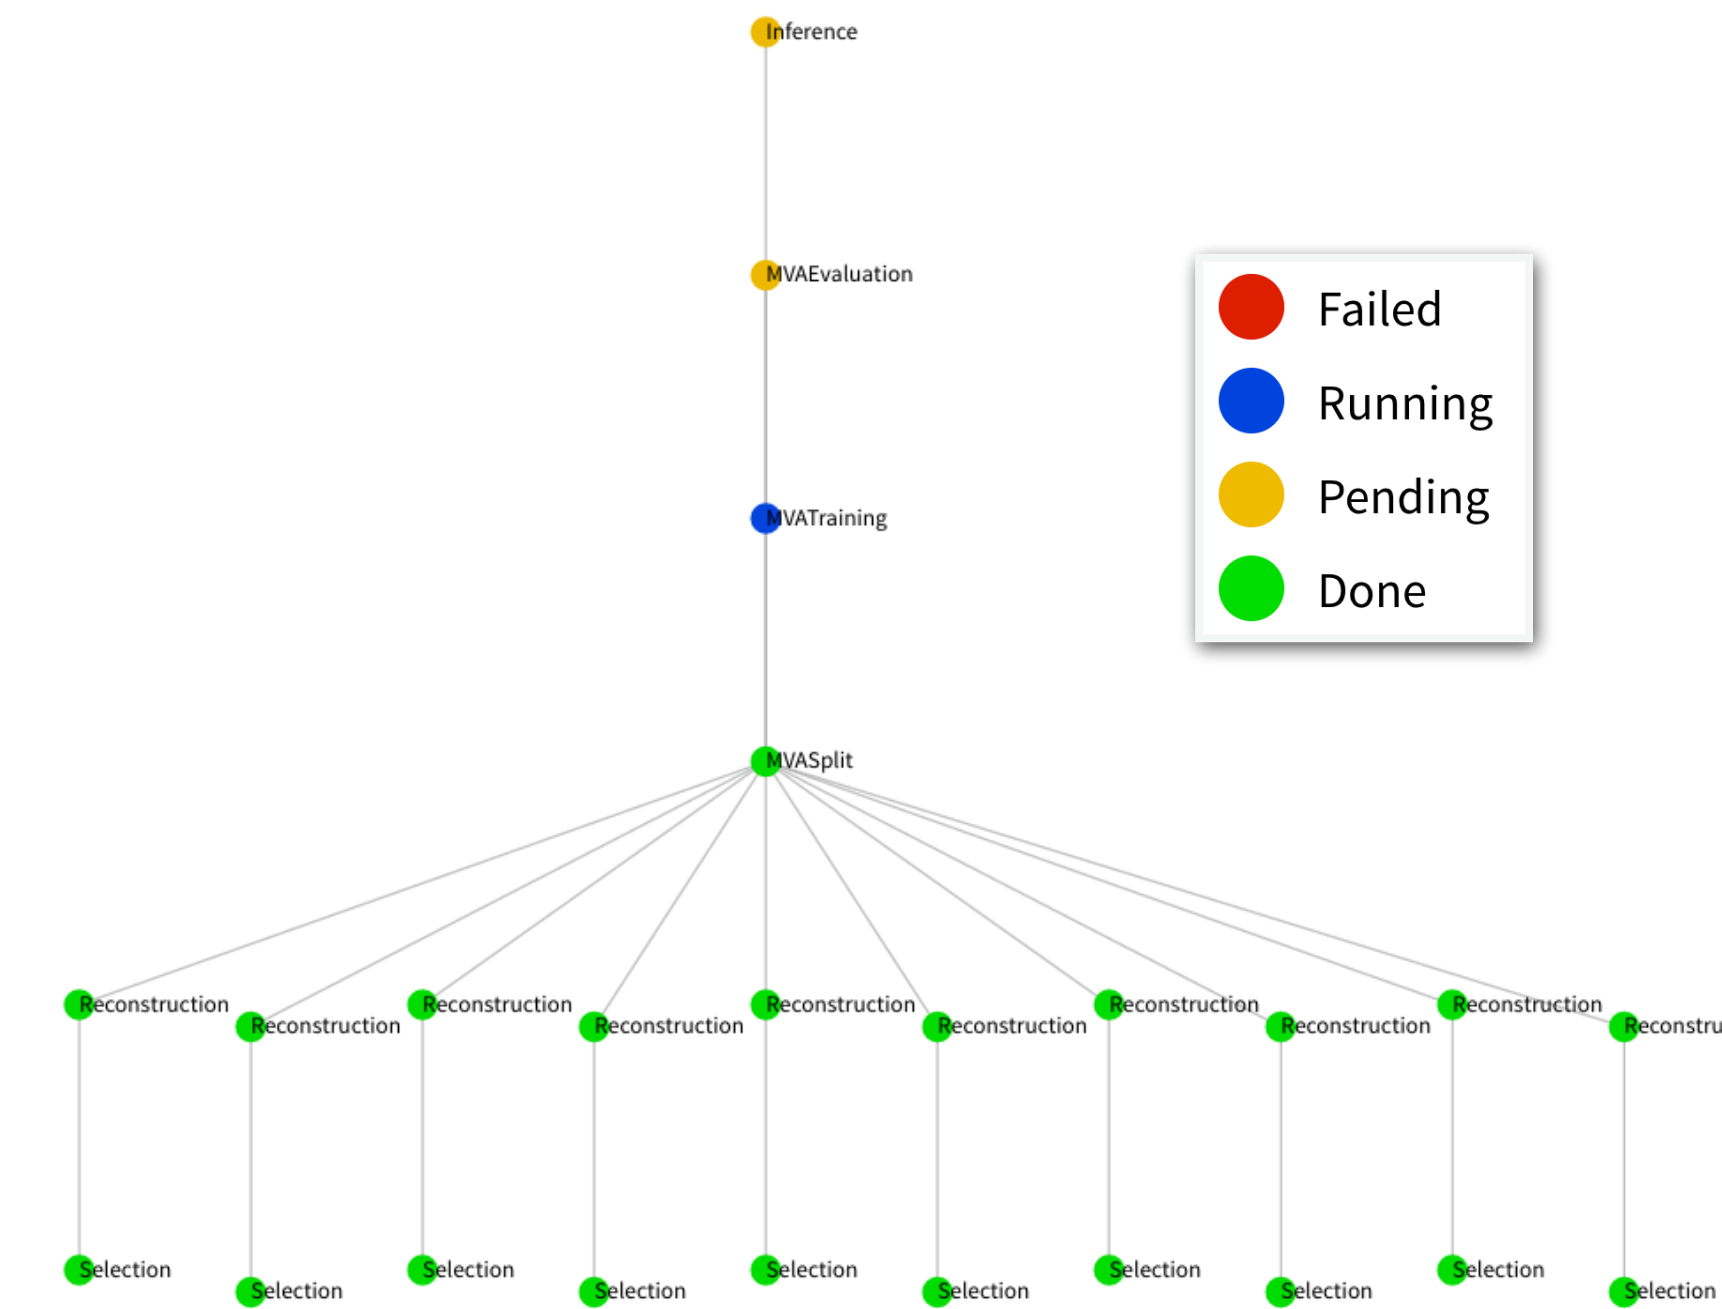 Inference
MVAEvaluation
Failed
Running
Pending
MVATraining
Done
MVASplit
Reconstruction
Reconstruction
Reconstruction
Reconstruction
Reconstruction
Reconstruction
Reconstruction
Reconstruction
Reconstruction
Reconstru
Selection
Selection
Selection
Selection
Selection
Selection
Selection
Selection
Selection
Selection